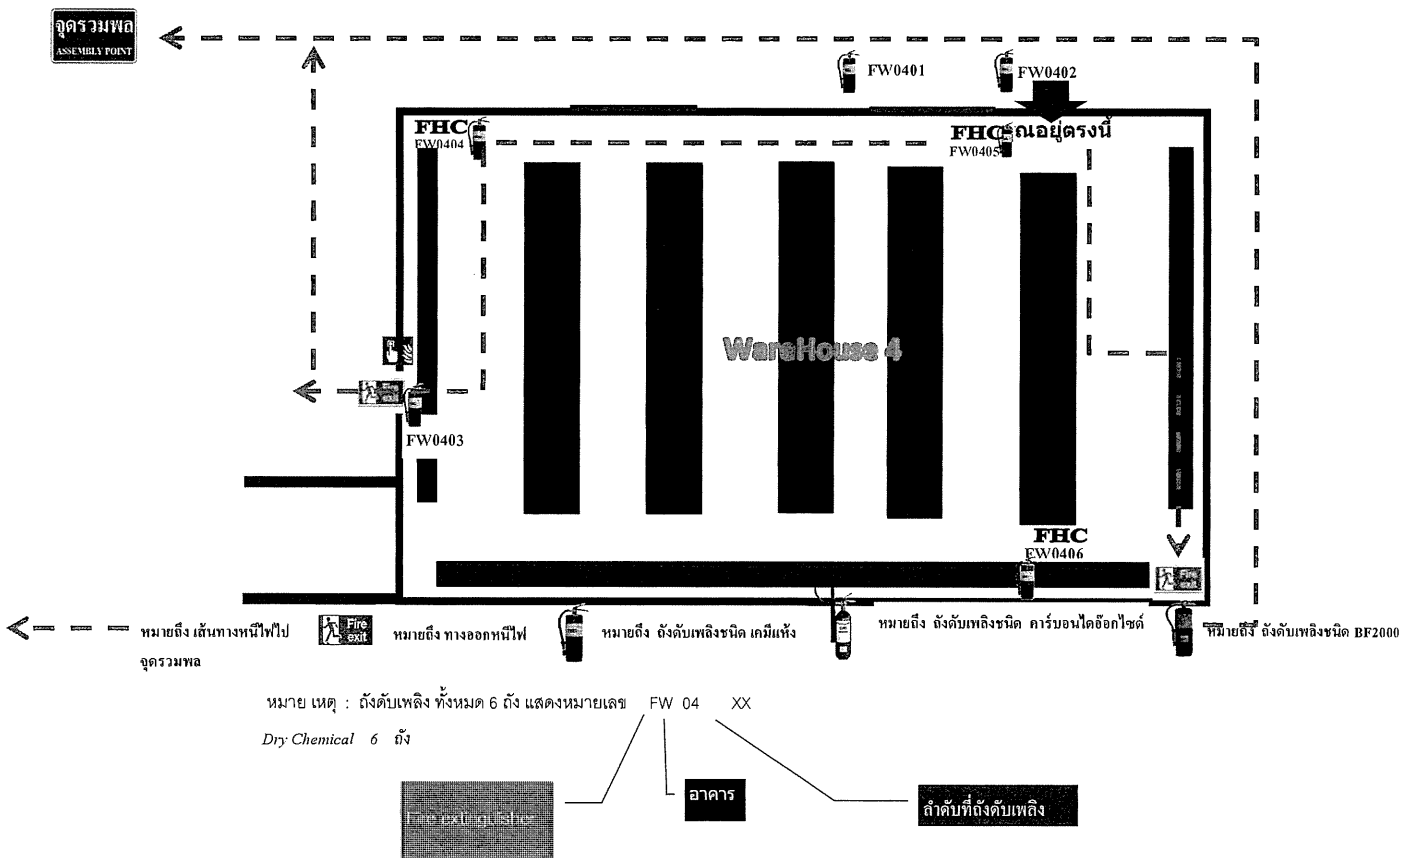 จุดรวมพล
ASSEMBLY POINT
FW0401
FW0402
FHC
FW0404
FHC
ณอยู่ตรงนี้
FW0405
WareHouse 4
FW0403
FHC
FW0406
หมายถึง เส้นทางหนีไฟไป
จุดรวมพล
Fire
exit
หมายถึง ทางออกหนีไฟ
หมายถึง ถังดับเพลิงชนิด เคมีแห้ง
หมายถึง ถังดับเพลิงชนิด คาร์บอนไดอ๊อกไซด์
หมายถึง ถังดับเพลิงชนิด BF2000
หมาย เหตุ : ถังดับเพลิง ทั้งหมด 6 ถัง แสดงหมายเลข FW 04 XX
Dry Chemical 6 ถัง
Fire extinguisher
อาคาร
ลำดับที่ถังดับเพลิง